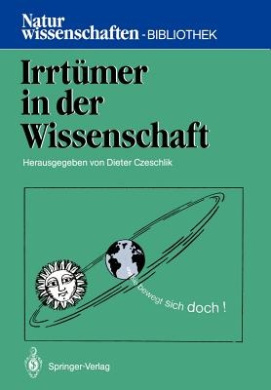 Natur
wissenschaften-BIBLIOTHEK
Irrtümer
in der
Wissenschaft
Herausgegeben von Dieter Czeschlik
bewegt sich doch!
Springer-Verlag